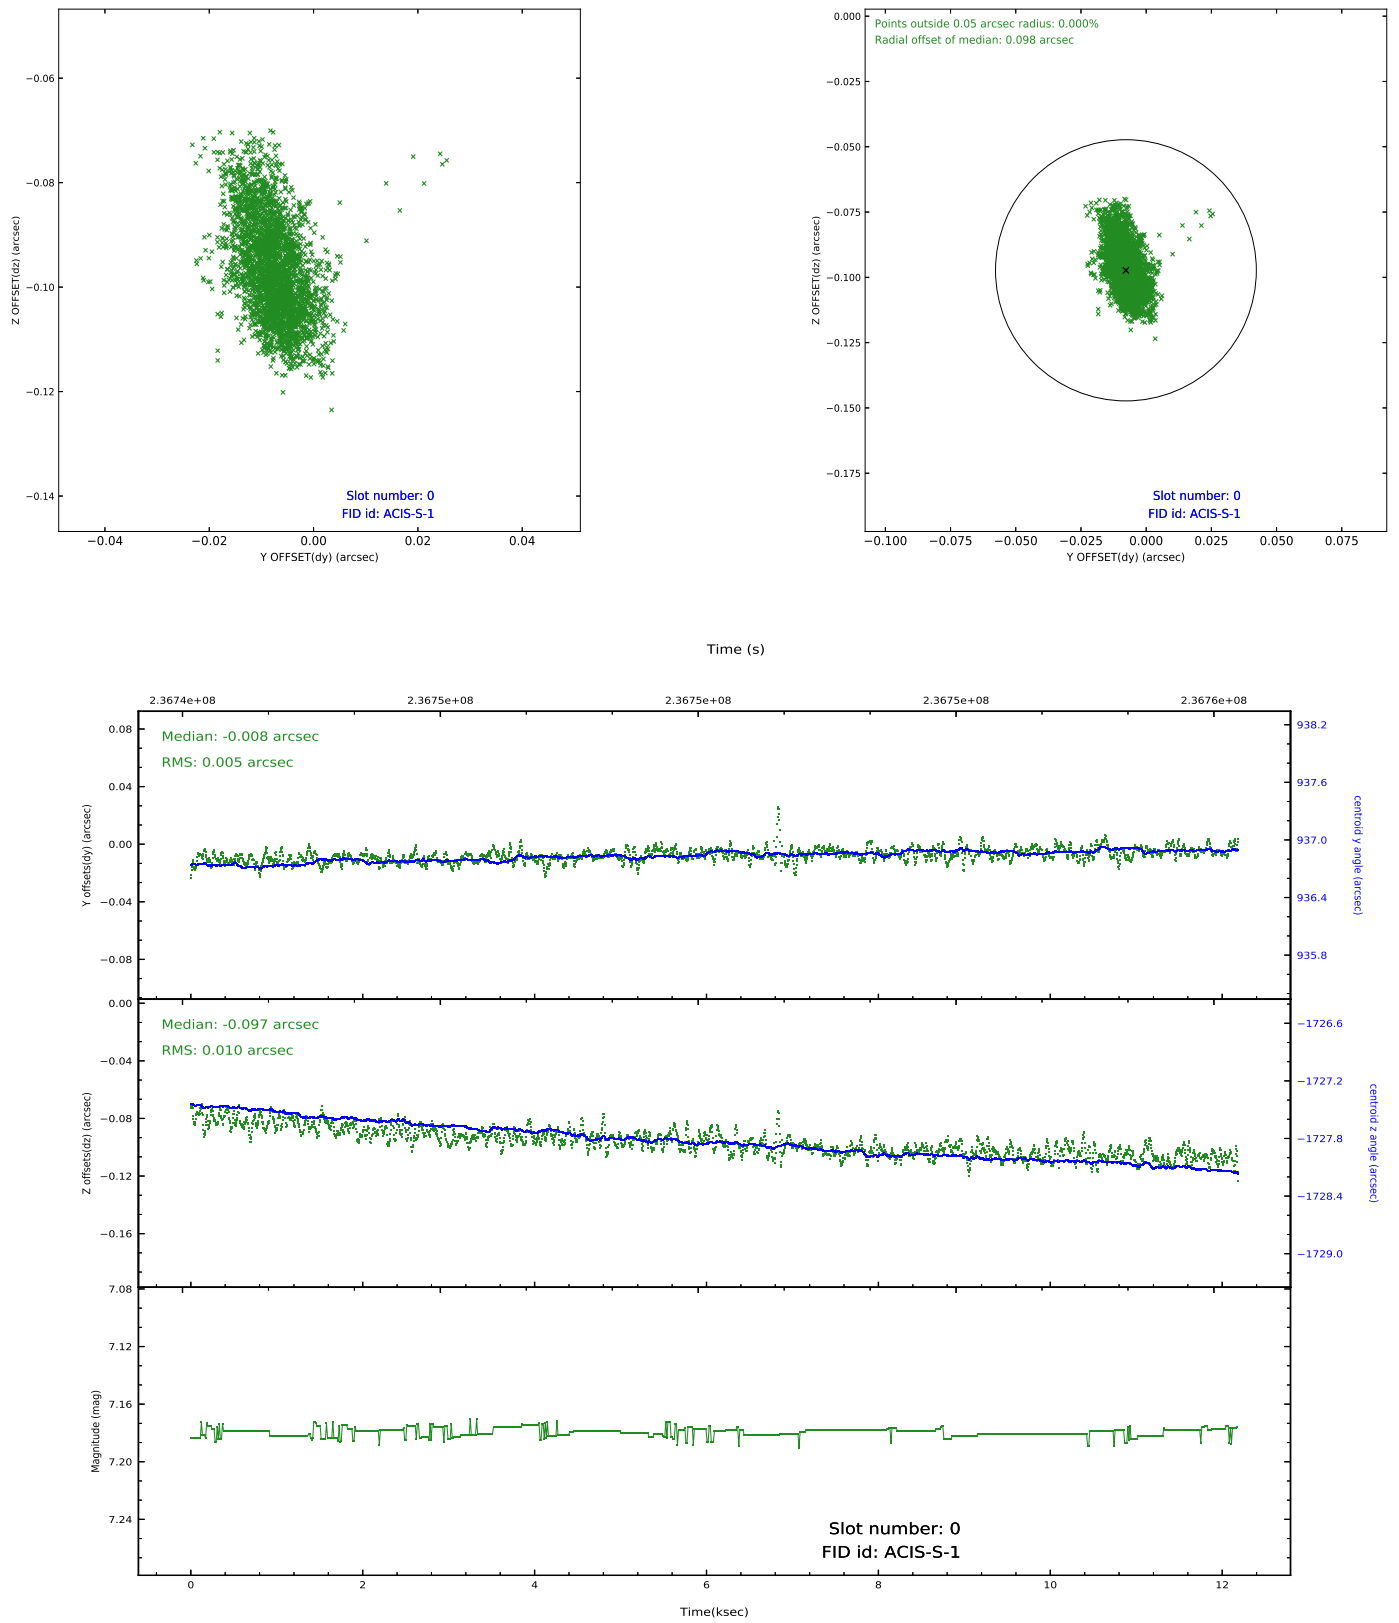 −0.06
−0.08
−0.10
−0.12
−0.14
Z OFFSET(dz) (arcsec)
Slot number: 0
FID id: ACIS-S-1
−0.04 −0.02 0.00 0.02 0.04
Y OFFSET(dy) (arcsec)
Points outside 0.05 arcsec radius: 0.000%
Radial offset of median: 0.098 arcsec
0.000
−0.025
−0.050
−0.075
−0.100
−0.125
−0.150
−0.175
Z OFFSET(dz) (arcsec)
Slot number: 0
FID id: ACIS-S-1
−0.100 −0.075 −0.050 −0.025 0.000 0.025 0.050 0.075
Y OFFSET(dy) (arcsec)
Time (s)
2.3674e+08 2.3675e+08 2.3675e+08 2.3675e+08 2.3676e+08
Median: -0.008 arcsec
RMS: 0.005 arcsec
0.08
0.04
0.00
−0.04
−0.08
Y offsets(dy) (arcsec)
938.2
937.6
937.0
936.4
935.8
centroid y angle (arcsec)
Median: -0.097 arcsec
RMS: 0.010 arcsec
0.00
−0.04
−0.08
−0.12
−0.16
Z offsets(dz) (arcsec)
−1726.6
−1727.2
−1727.8
−1728.4
−1729.0
centroid z angle (arcsec)
7.08
7.12
7.16
7.20
7.24
Magnitude (mag)
Slot number: 0
FID id: ACIS-S-1
0 2 4 6 8 10 12
Time(ksec)